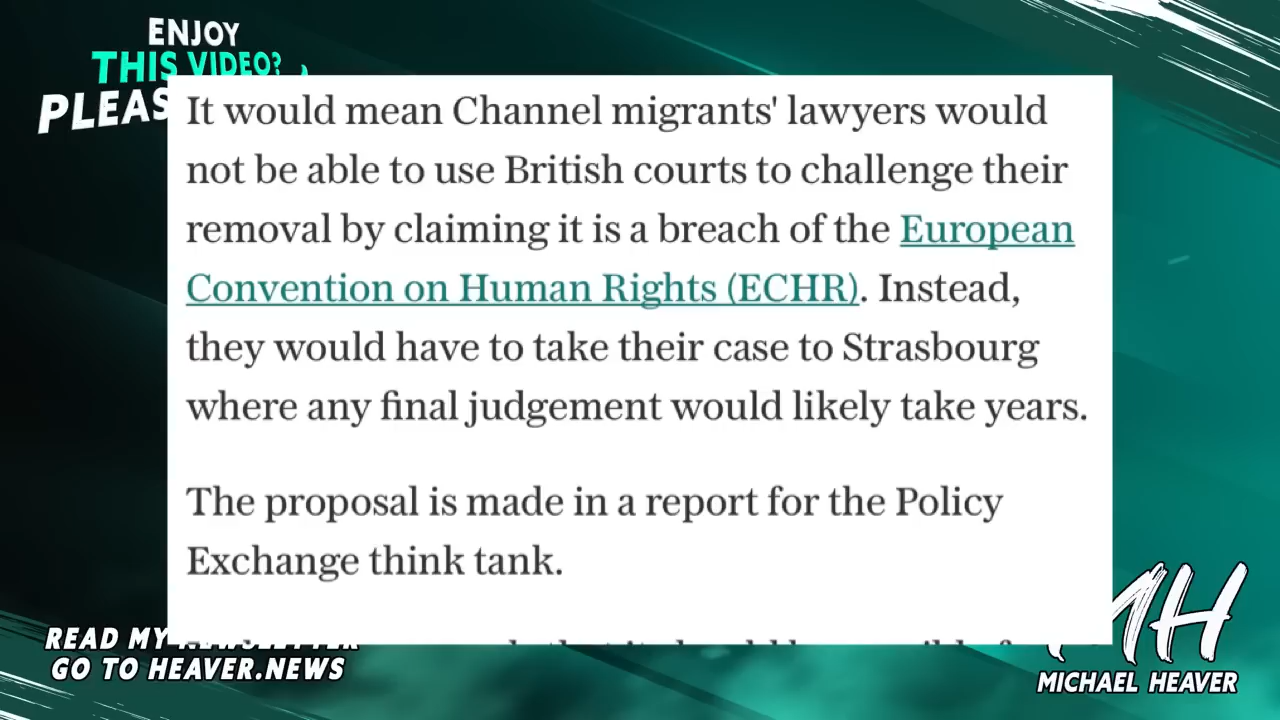 ENJOY
THIS VIDEO?
It would mean Channel migrants' lawyers would
not be able to use British courts to challenge their
removal by claiming it is a breach of the European
Convention on Human Rights (ECHR). Instead,
they would have to take their case to Strasbourg
where any final judgement would likely take years.
The proposal is made in a report for the Policy
Exchange think tank.
READ MY NEWSLETTER
GO TO HEAVER.NEWS
MH
MICHAEL HEAVER